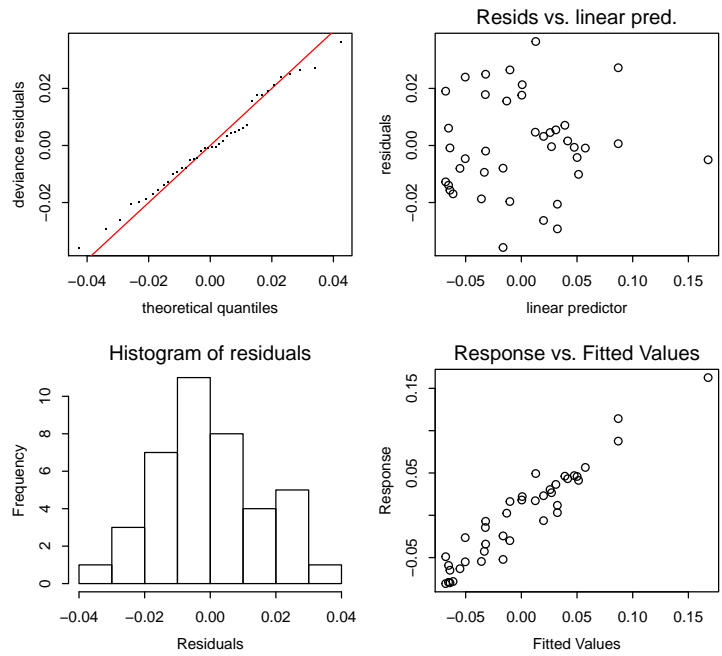 deviance residuals
−0.02 0.00 0.02
−0.04 −0.02 0.00 0.02 0.04
theoretical quantiles
Resids vs. linear pred.
residuals
−0.02 0.00 0.02
−0.05 0.00 0.05 0.10 0.15
linear predictor
Histogram of residuals
Frequency
0 2 4 6 8 10
−0.04 −0.02 0.00 0.02 0.04
Residuals
Response vs. Fitted Values
Response
−0.05 0.05 0.15
−0.05 0.00 0.05 0.10 0.15
Fitted Values